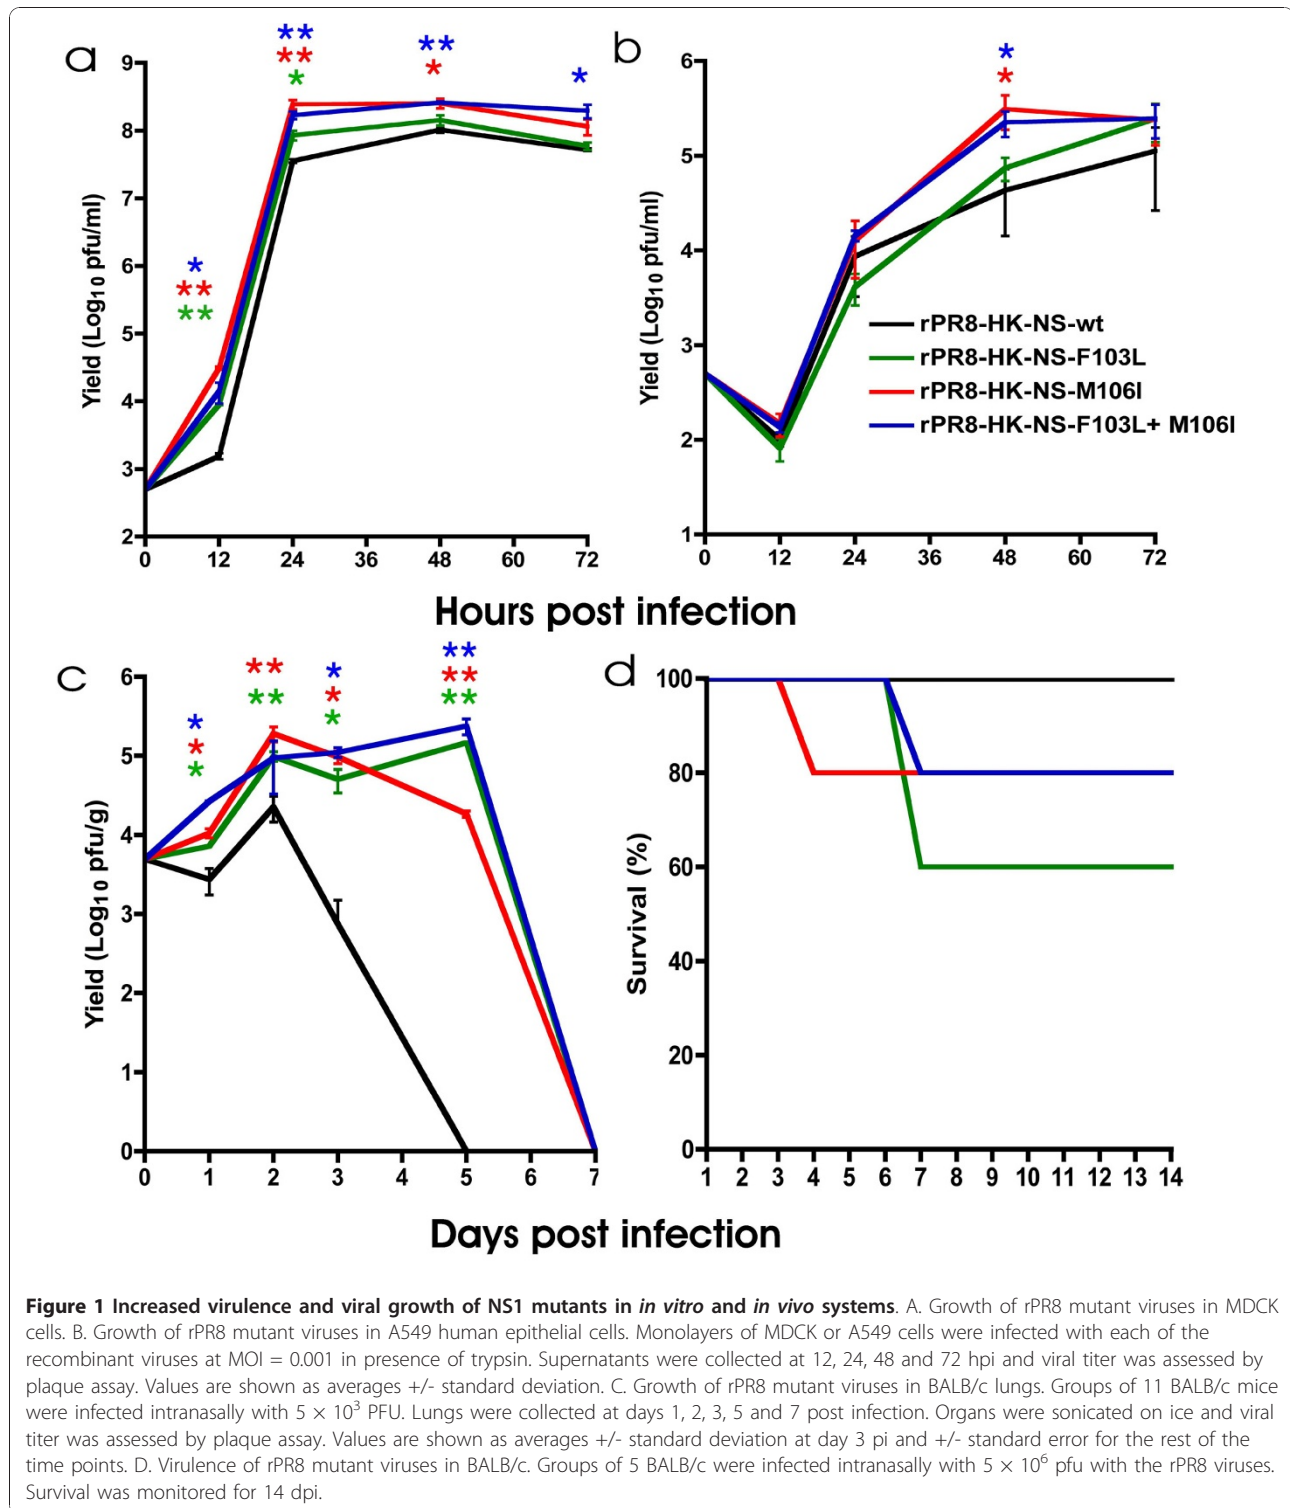 a
** 
**
*
**
*
*
*
**
**
9
8
7
6
5
4
3
2
Yield (Log10 pfu/ml)
0 12 24 36 48 60 72
b
*
*
6
5
4
3
2
1
Yield (Log10 pfu/ml)
rPR8-HK-NS-wt
rPR8-HK-NS-F103L
rPR8-HK-NS-M106I
rPR8-HK-NS-F103L+ M106I
0 12 24 36 48 60 72
Hours post infection
c
*
*
*
**
**
*
*
*
**
**
**
6
5
4
3
2
1
0
Yield (Log10 pfu/g)
0 1 2 3 4 5 6 7
d
100
80
60
40
20
0
Survival (%)
1 2 3 4 5 6 7 8 9 10 11 12 13 14
Days post infection
Figure 1 Increased virulence and viral growth of NS1 mutants in in vitro and in vivo systems. A. Growth of rPR8 mutant viruses in MDCK
cells. B. Growth of rPR8 mutant viruses in A549 human epithelial cells. Monolayers of MDCK or A549 cells were infected with each of the
recombinant viruses at MOI = 0.001 in presence of trypsin. Supernatants were collected at 12, 24, 48 and 72 hpi and viral titer was assessed by
plaque assay. Values are shown as averages +/- standard deviation. C. Growth of rPR8 mutant viruses in BALB/c lungs. Groups of 11 BALB/c mice
were infected intranasally with 5 × 10³ PFU. Lungs were collected at days 1, 2, 3, 5 and 7 post infection. Organs were sonicated on ice and viral
titer was assessed by plaque assay. Values are shown as averages +/- standard deviation at day 3 pi and +/- standard error for the rest of the
time points. D. Virulence of rPR8 mutant viruses in BALB/c. Groups of 5 BALB/c were infected intranasally with 5 × 10⁶ pfu with the rPR8 viruses.
Survival was monitored for 14 dpi.